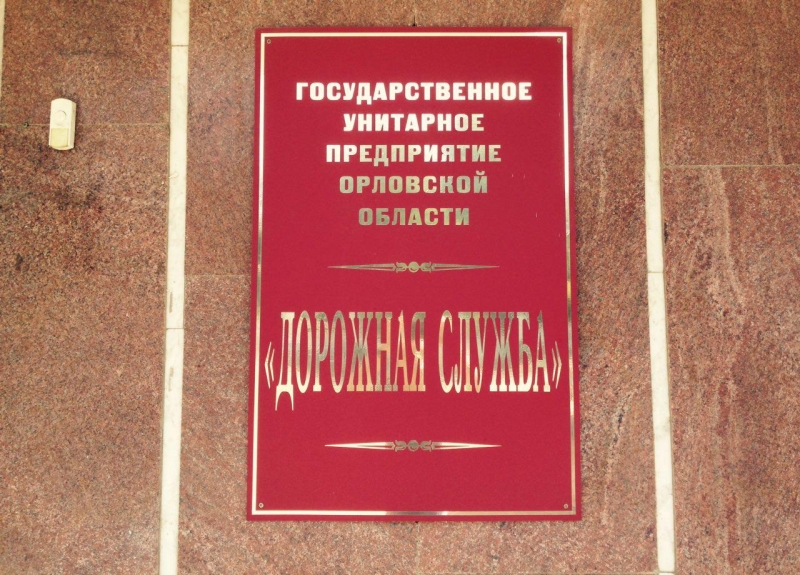 ГОСУДАРСТВЕННОЕ
УНИТАРНОЕ
ПРЕДПРИЯТИЕ
ОРЛОВСКОЙ
ОБЛАСТИ
«ДОРОЖНАЯ СЛУЖБА»